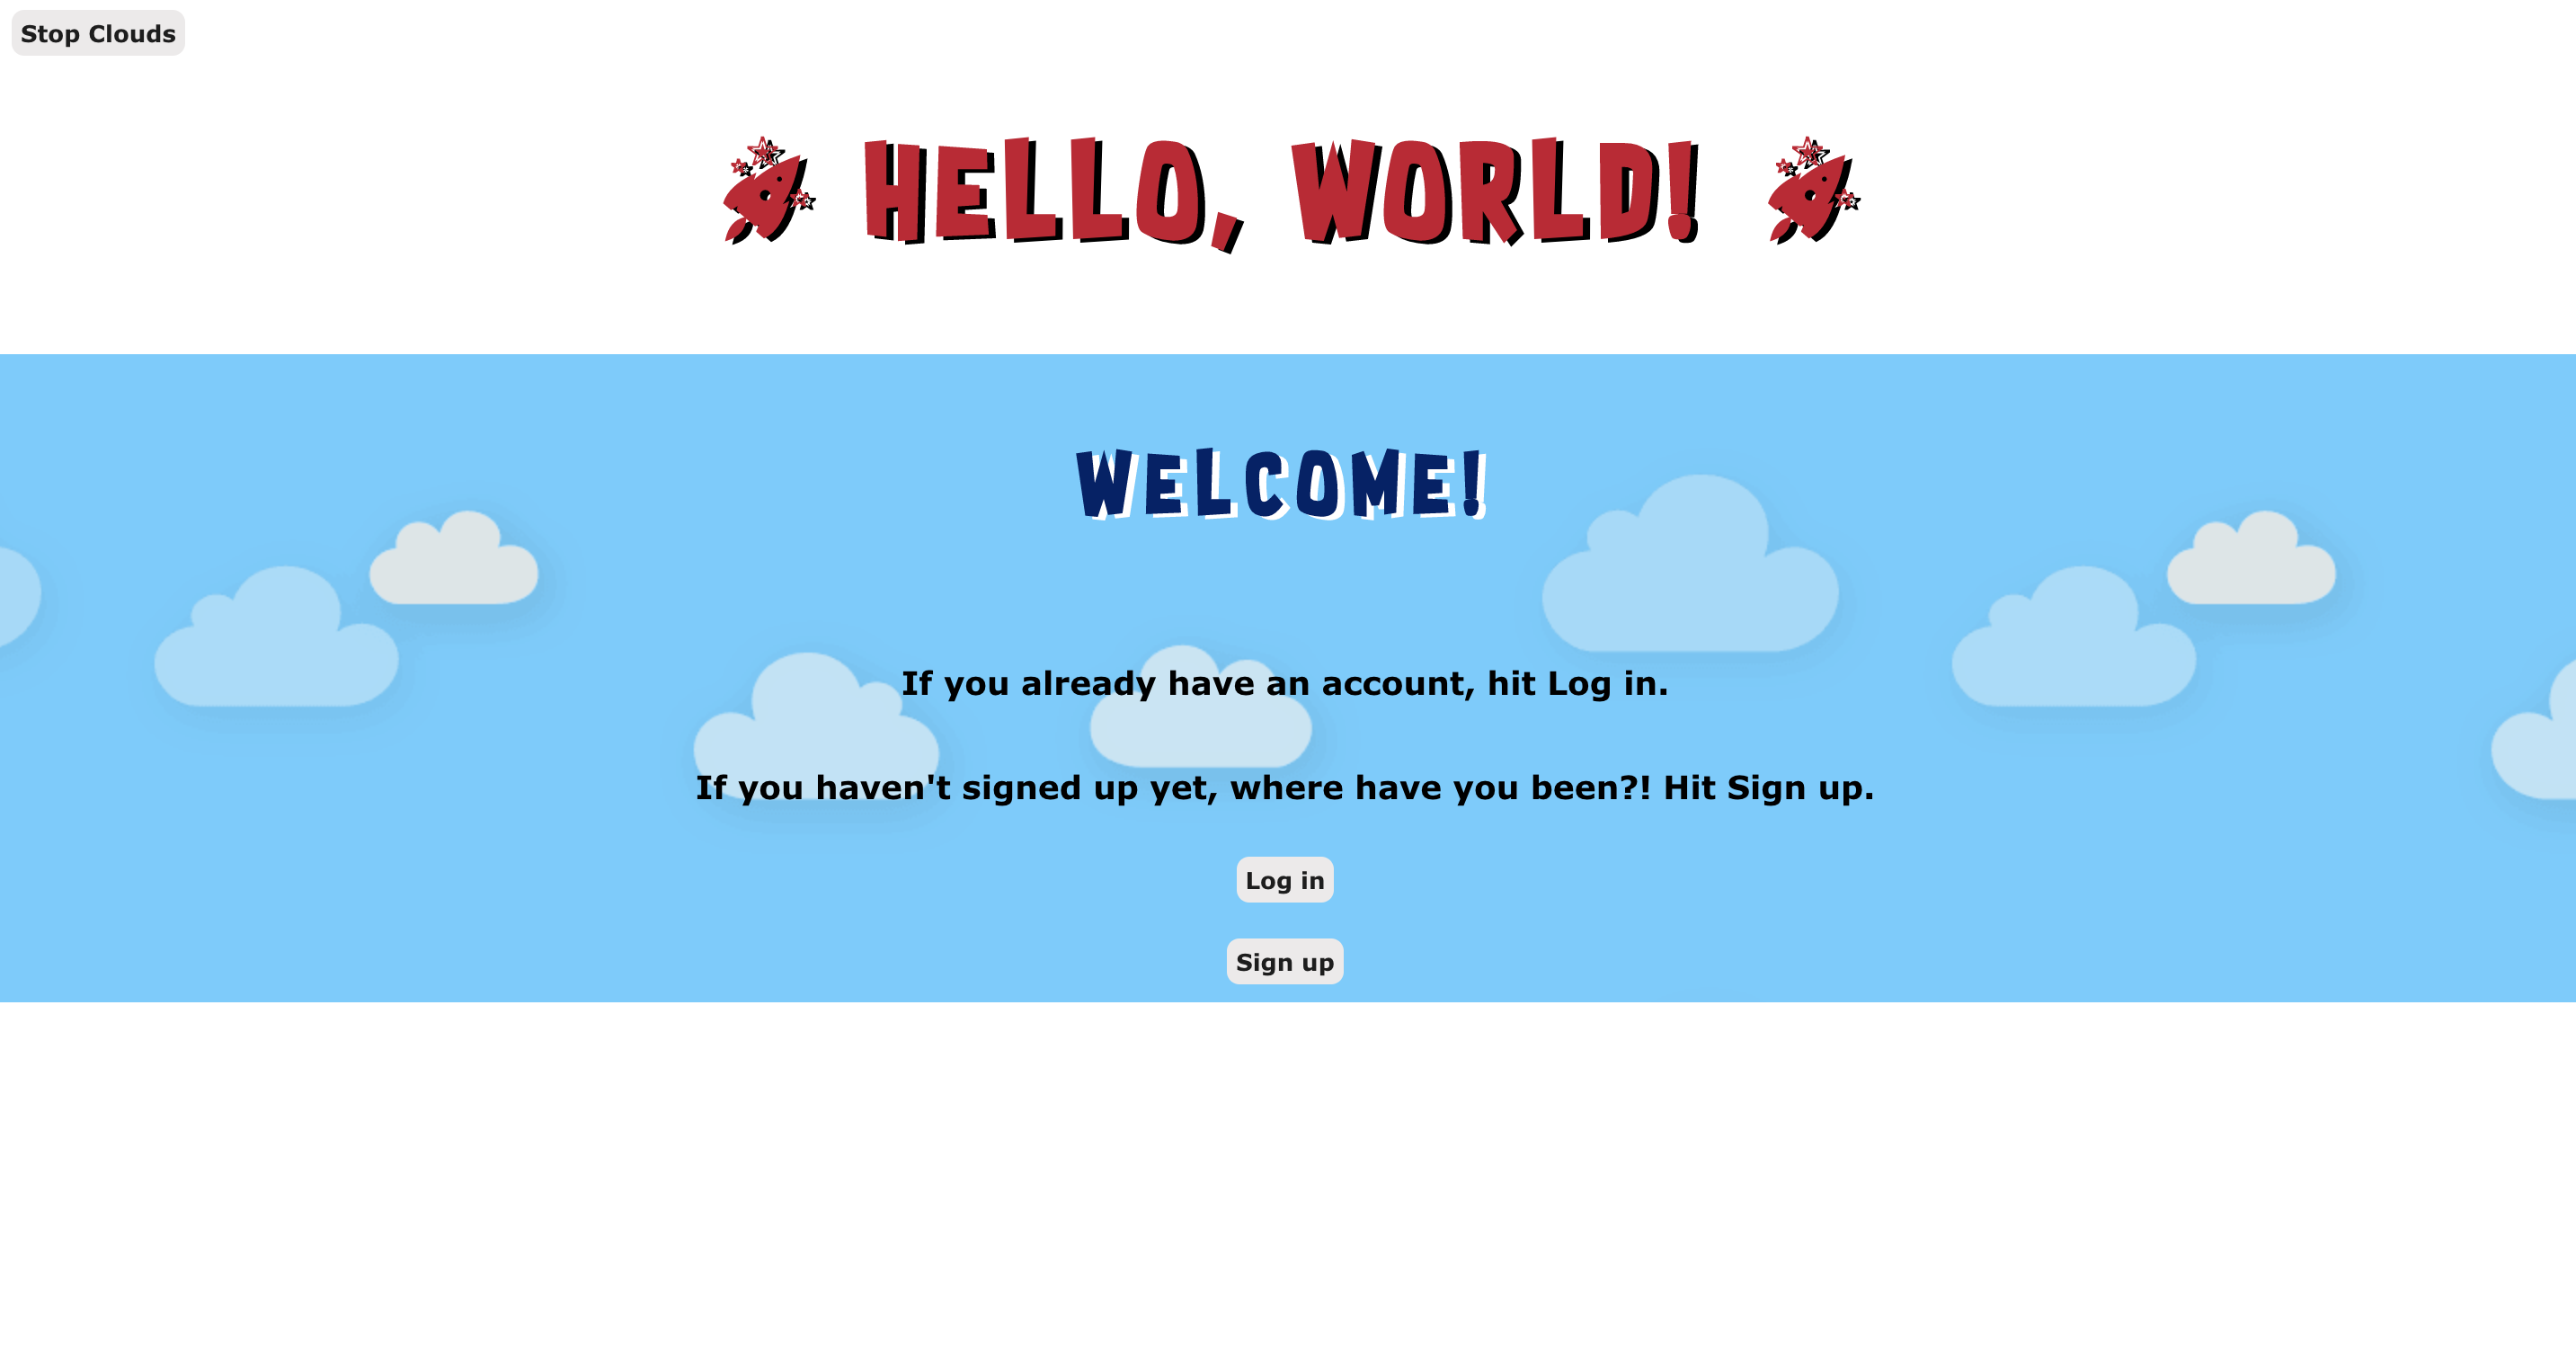 Stop Clouds
HELLO, WORLD!
WELCOME!
If you already have an account, hit Log in.
If you haven't signed up yet, where have you been?! Hit Sign up.
Log in
Sign up